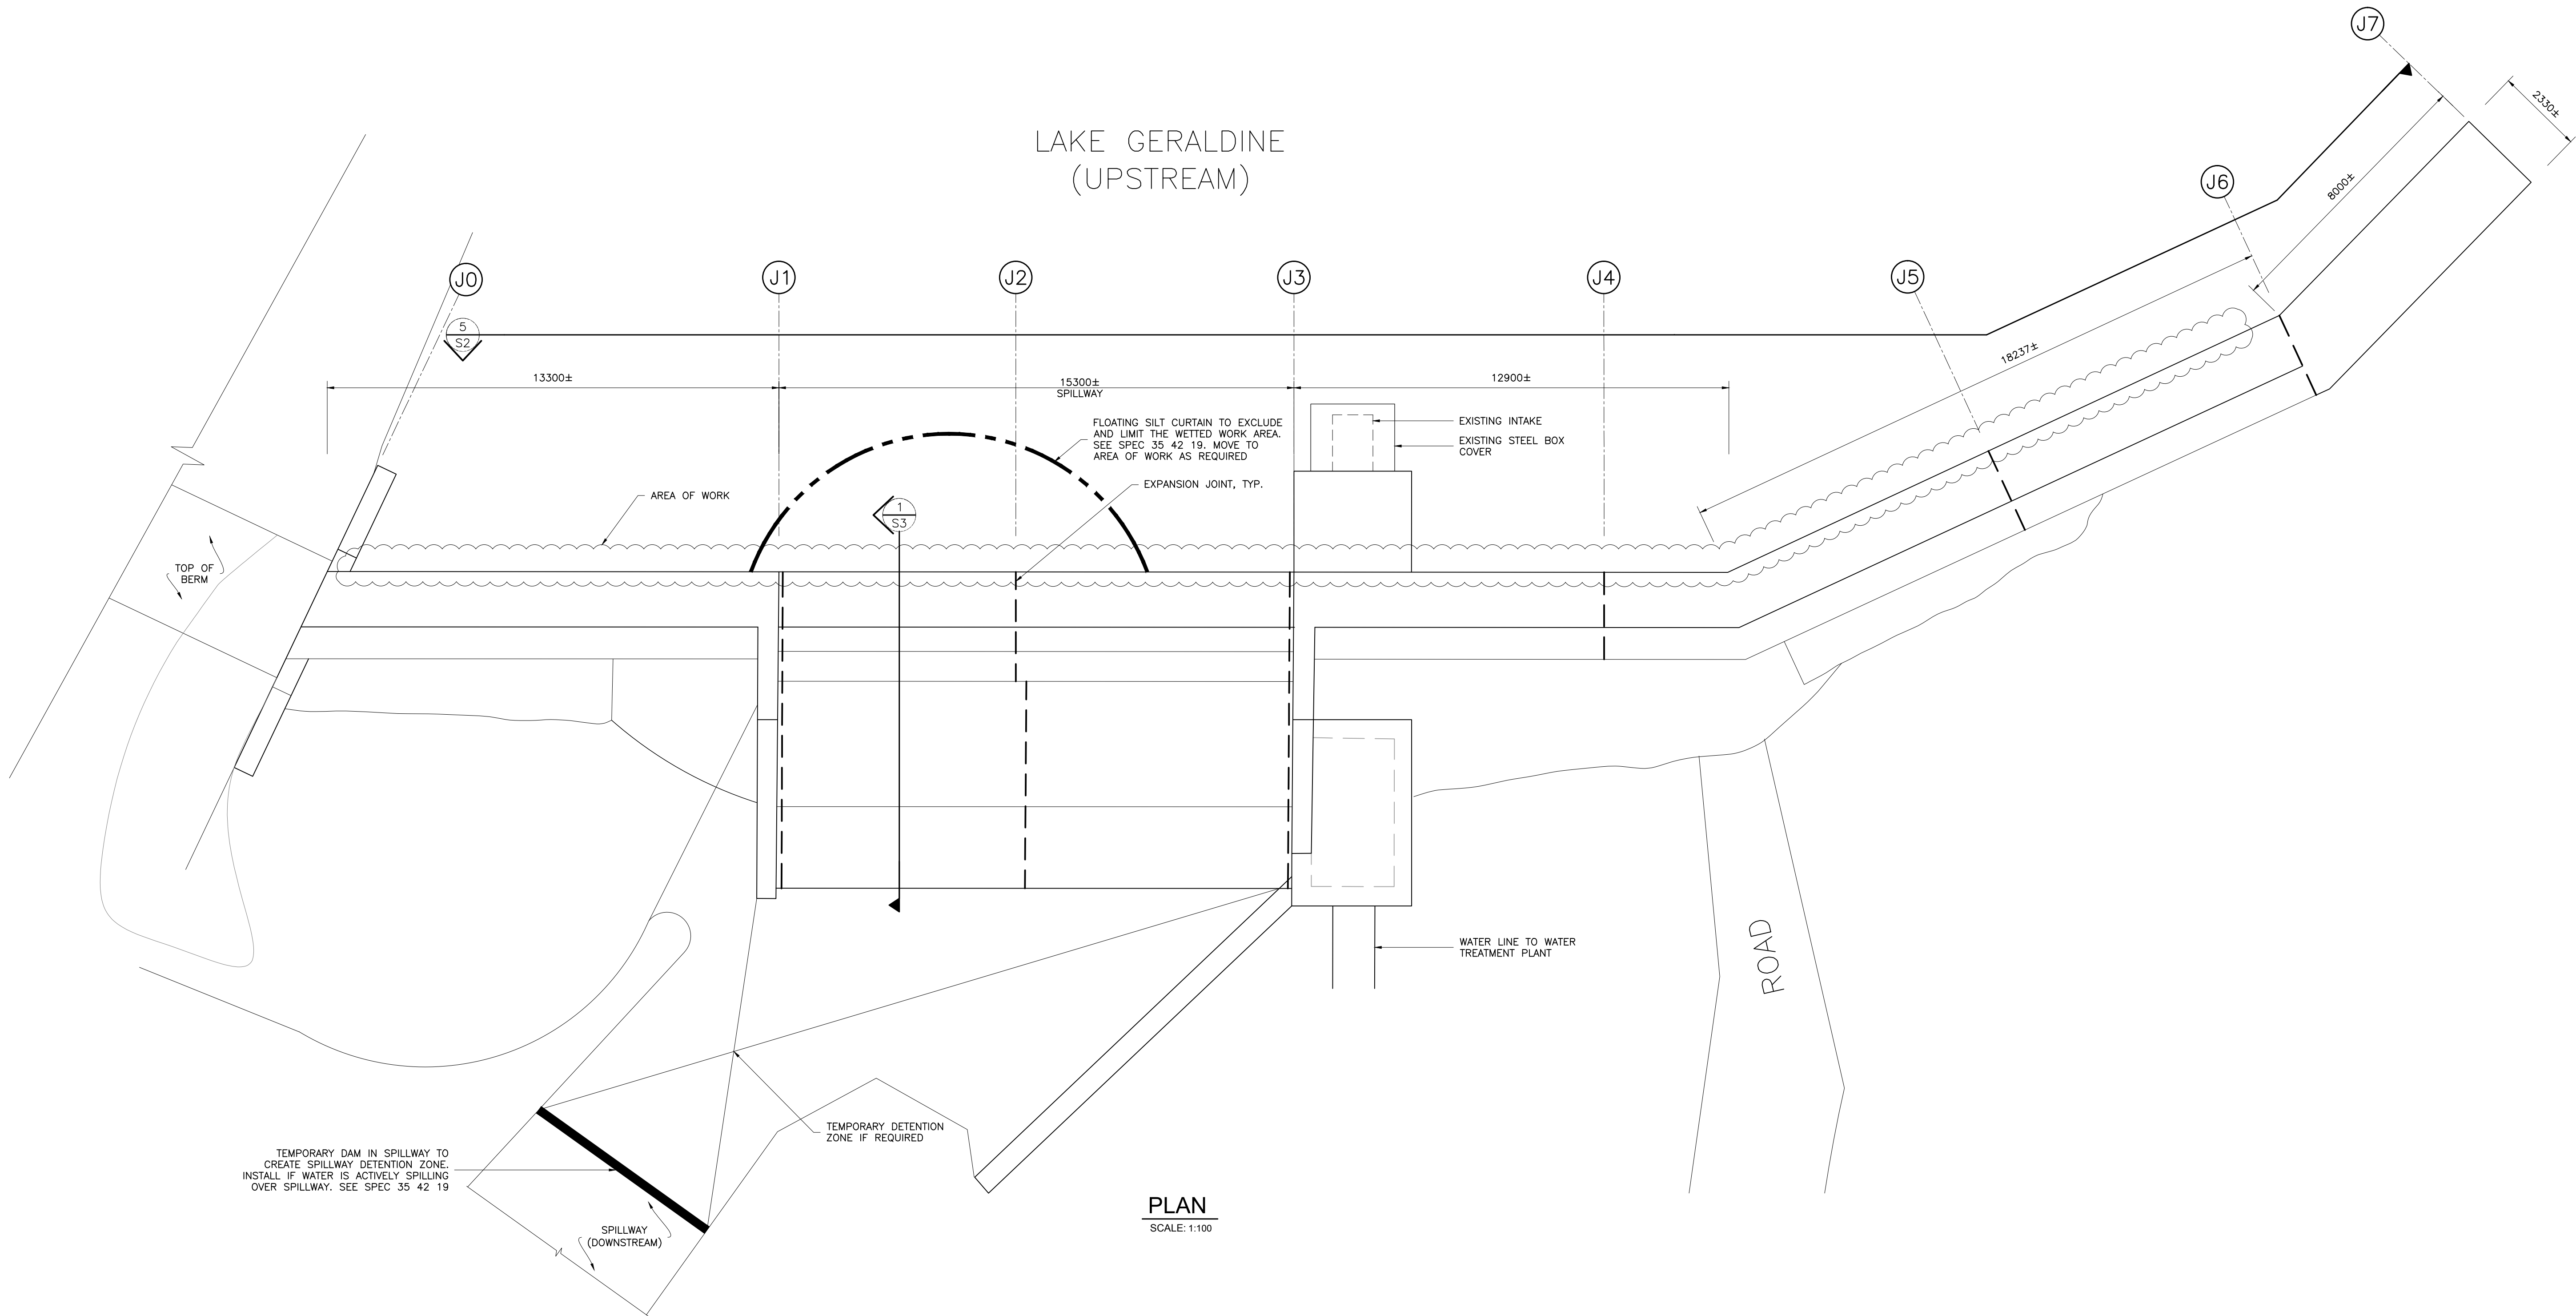 J7
2330±
LAKE GERALDINE
(UPSTREAM)
J6
8000±
J0
J1
J2
J3
J4
J5
5
S2
18237±
13300±
15300±
SPILLWAY
12900±
FLOATING SILT CURTAIN TO EXCLUDE
AND LIMIT THE WETTED WORK AREA.
SEE SPEC 35 42 19. MOVE TO
AREA OF WORK AS REQUIRED
EXISTING INTAKE
EXISTING STEEL BOX
COVER
EXPANSION JOINT, TYP.
AREA OF WORK
1
S3
TOP OF
BERM
WATER LINE TO WATER
TREATMENT PLANT
ROAD
TEMPORARY DETENTION
ZONE IF REQUIRED
TEMPORARY DAM IN SPILLWAY TO
CREATE SPILLWAY DETENTION ZONE.
INSTALL IF WATER IS ACTIVELY SPILLING
OVER SPILLWAY. SEE SPEC 35 42 19
SPILLWAY
(DOWNSTREAM)
PLAN
SCALE: 1:100